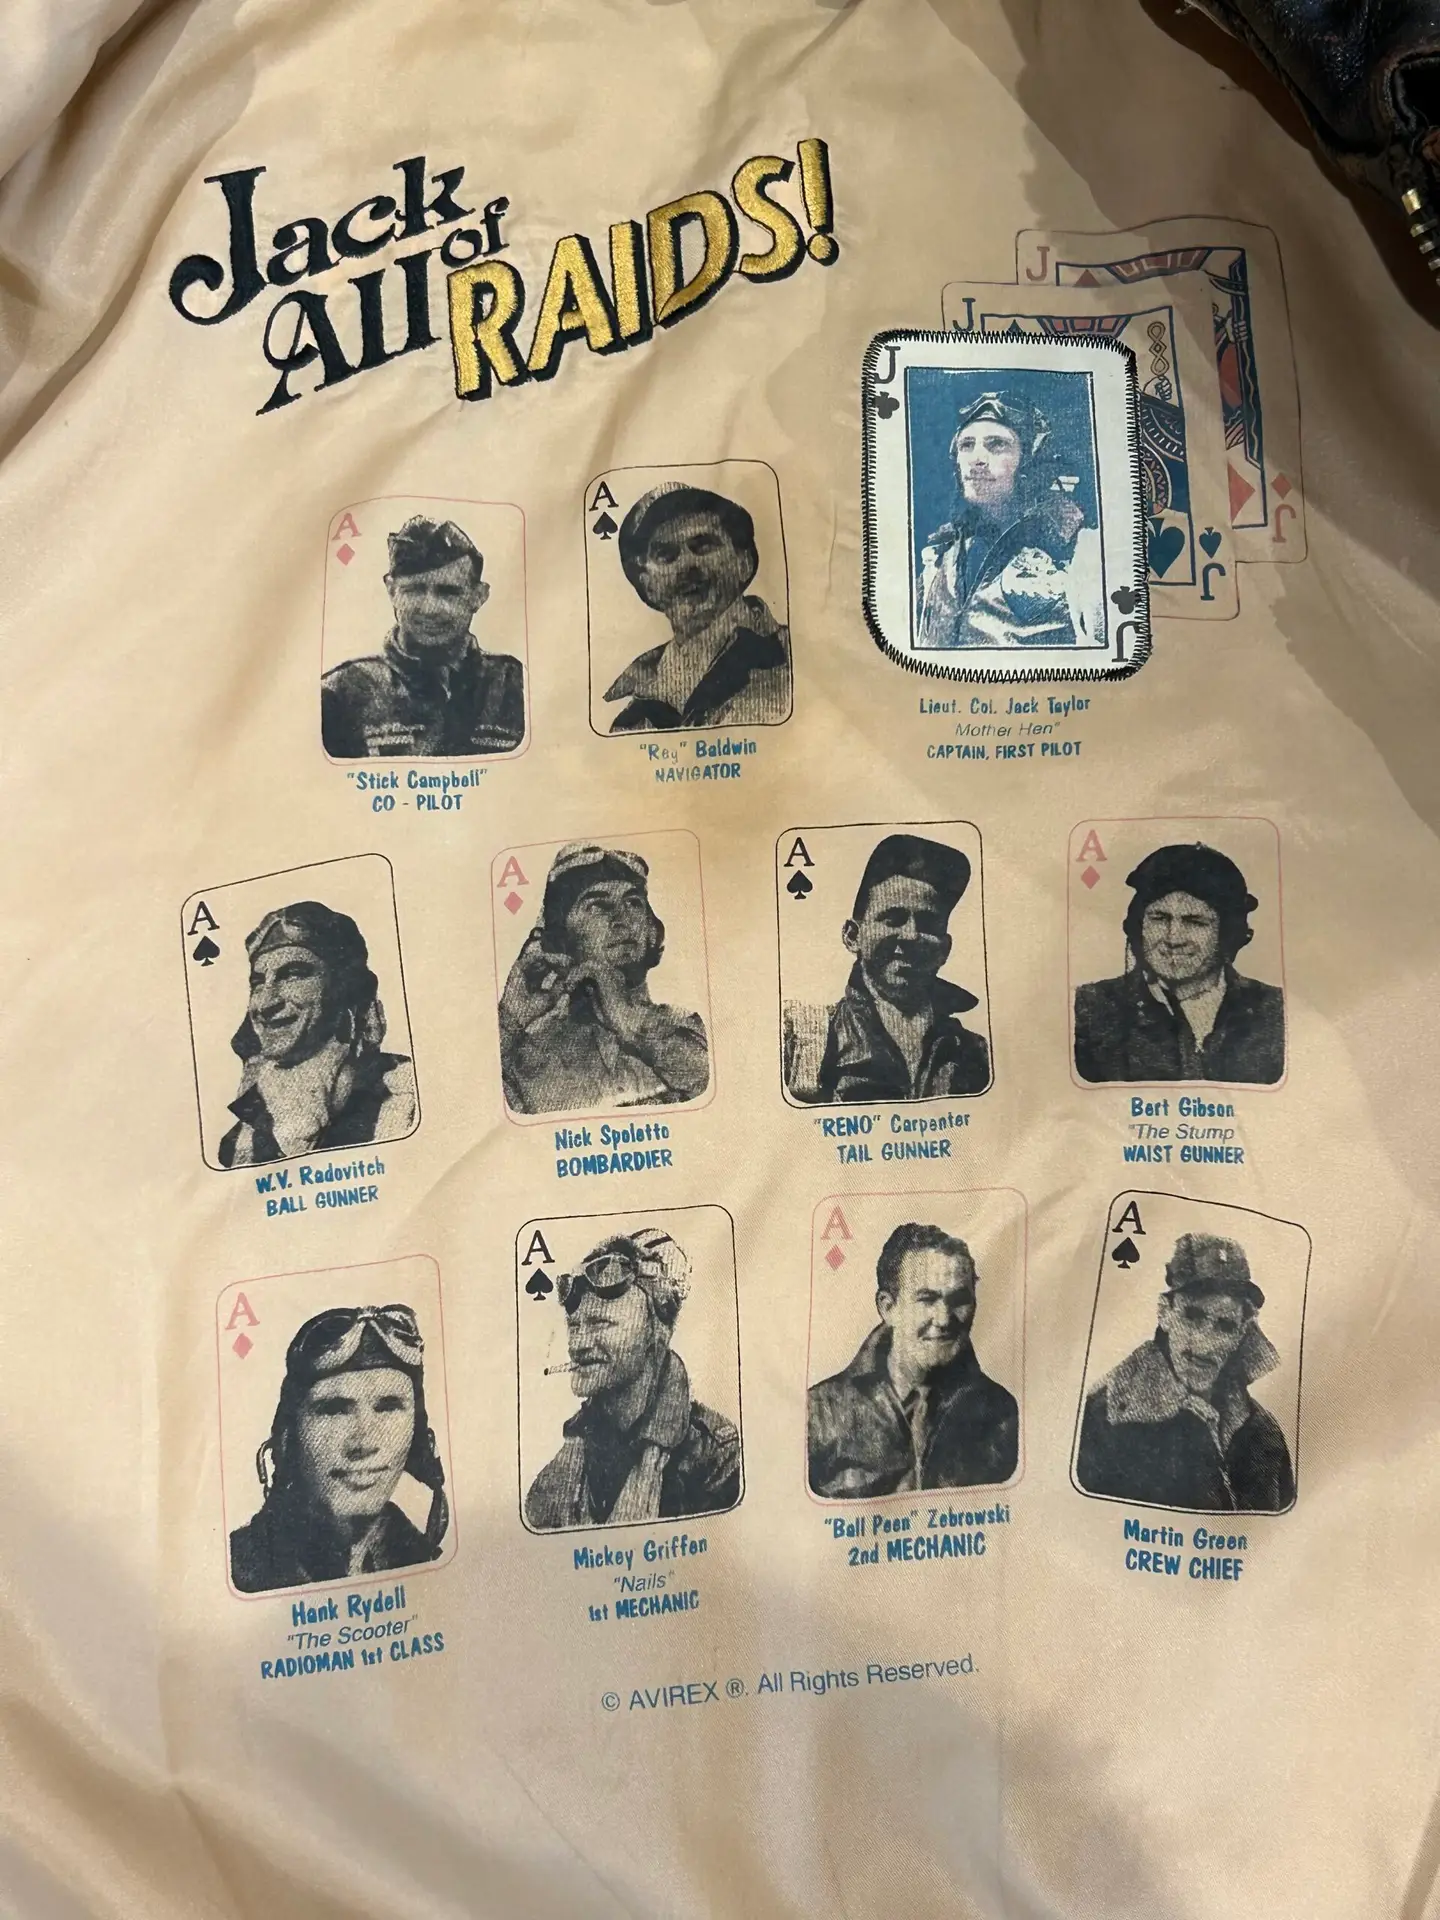 Jack of
All RAIDS!
J
J
J
J
J
J
A
A
"Stick Campbell"
CO - PILOT
"Reg" Baldwin
NAVIGATOR
Lieut. Col. Jack Taylor
Mother Hen"
CAPTAIN, FIRST PILOT
A
A
A
A
W.V. Radovitch
BALL GUNNER
Nick Spoletto
BOMBARDIER
"RENO" Carpenter
TAIL GUNNER
Bert Gibson
"The Stump
WAIST GUNNER
A
A
A
A
Hank Rydell
"The Scooter"
RADIOMAN 1st CLASS
Mickey Griffen
"Nails"
1st MECHANIC
"Ball Peen" Zebrowski
2nd MECHANIC
Martin Green
CREW CHIEF
© AVIREX ®. All Rights Reserved.